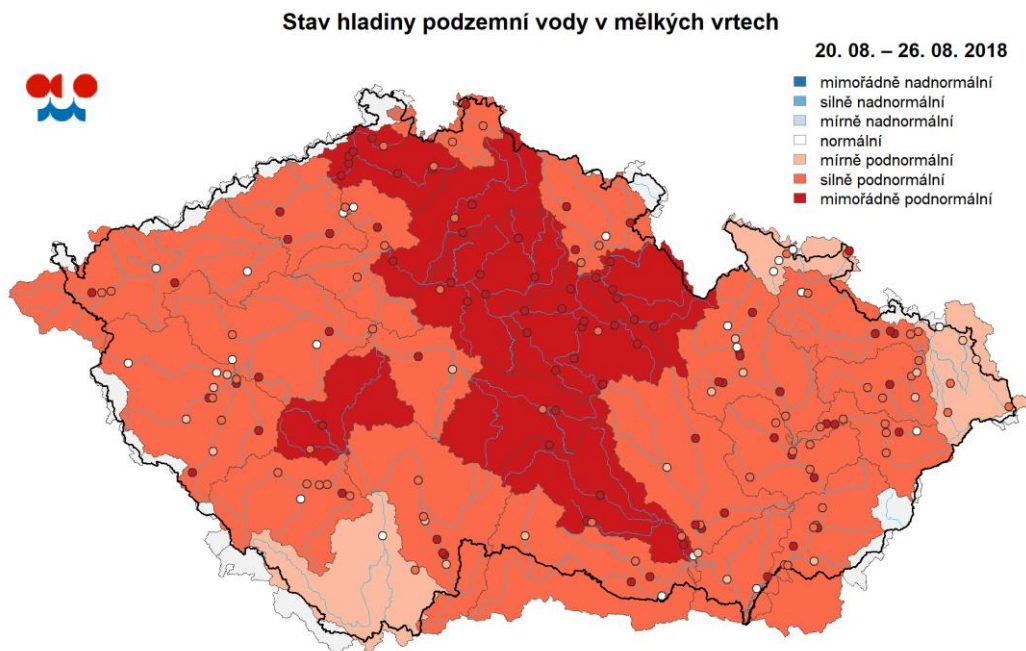 Stav hladiny podzemní vody v mělkých vrtech
20. 08. – 26. 08. 2018
mimořádně nadnormální
silně nadnormální
mírně nadnormální
normální
mírně podnormální
silně podnormální
mimořádně podnormální